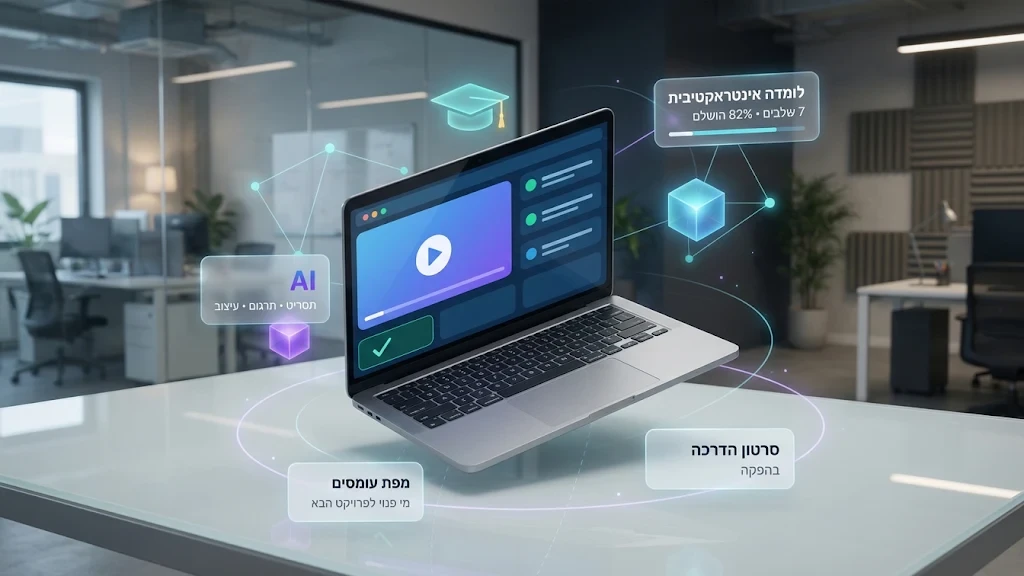 לומדה אינטראקטיבית
7 שלבים • 82% הושלם
AI
תסריט • תרגום • עיצוב
סרטון הדרכה
בהפקה
מפת עומסים
מי פנוי לפרויקט הבא